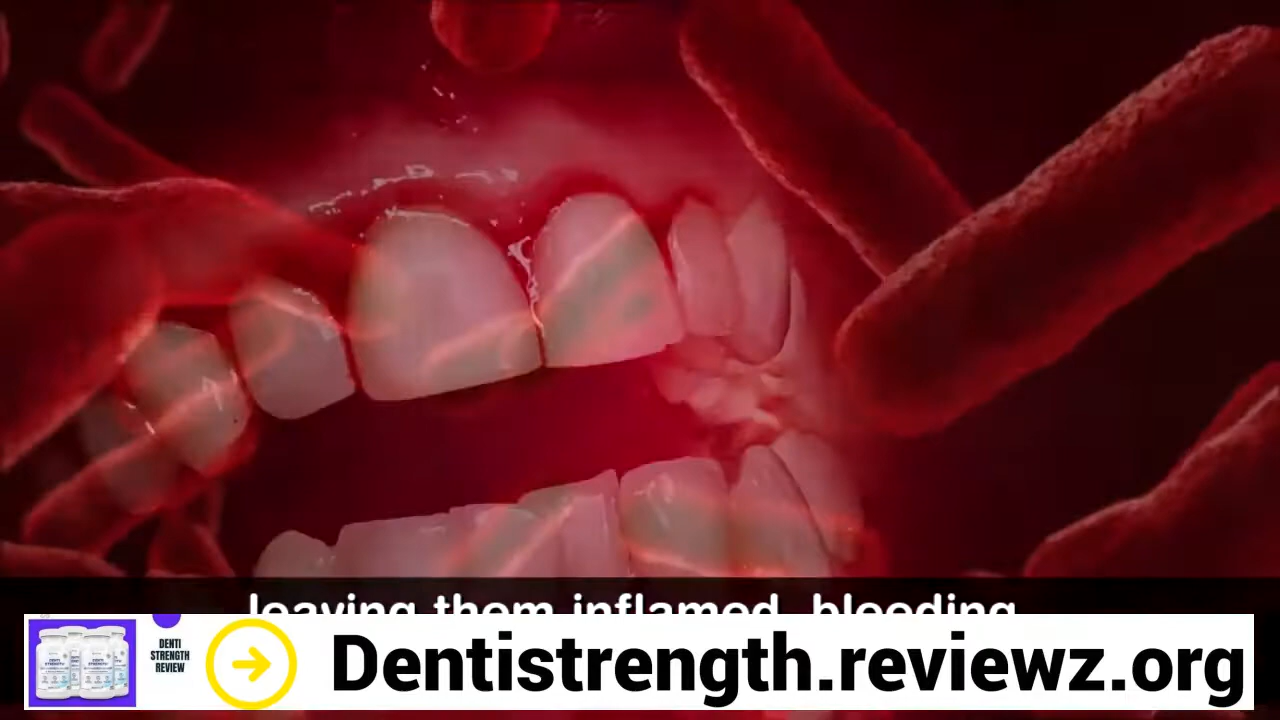 leaving them inflamed, bleeding
DENTI
STRENGTH
REVIEW
Dentistrength.reviewz.org